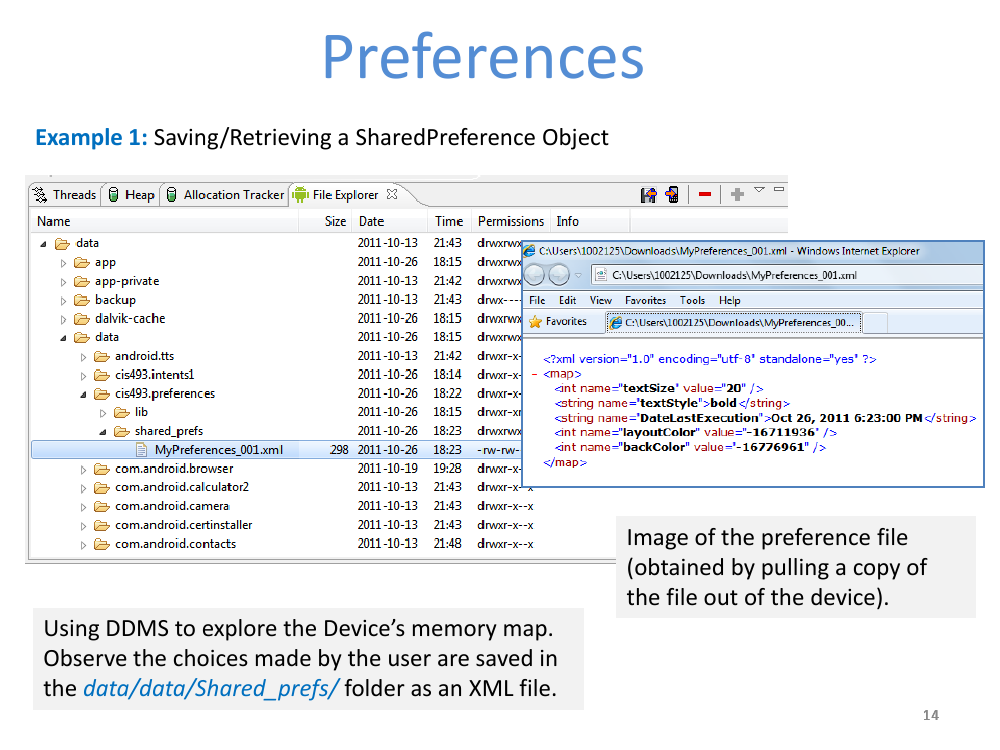 Preferences
Example 1: Saving/Retrieving a SharedPreference Object
Threads Heap Allocation Tracker File Explorer
Name Size Date Time Permissions Info
data 2011-10-13 21:43 drwxrwx
app 2011-10-26 18:15 drwxrwx
app-private 2011-10-13 21:42 drwxrwx
backup 2011-10-13 21:43 drwx---
dalvik-cache 2011-10-26 18:15 drwxrwx
data 2011-10-26 18:15 drwxrwx
android.tts 2011-10-13 21:42 drwxr-x-
cis493.intents1 2011-10-26 18:14 drwxr-x-
cis493.preferences 2011-10-26 18:22 drwxr-x-
lib 2011-10-26 18:15 drwxr-xr
shared_prefs 2011-10-26 18:23 drwxrwx
MyPreferences_001.xml 298 2011-10-26 18:23 -rw-rw-
com.android.browser 2011-10-19 19:28 drwxr-x-
com.android.calculator2 2011-10-13 21:43 drwxr-x--x
com.android.camera 2011-10-13 21:43 drwxr-x--x
com.android.certinstaller 2011-10-13 21:43 drwxr-x--x
com.android.contacts 2011-10-13 21:48 drwxr-x--x
C:\Users\1002125\Downloads\MyPreferences_001.xml - Windows Internet Explorer
C:\Users\1002125\Downloads\MyPreferences_001.xml
File Edit View Favorites Tools Help
Favorites C:\Users\1002125\Downloads\MyPreferences_00...
<?xml version="1.0" encoding="utf-8" standalone="yes" ?>
- <map>
<int name="textSize" value="20" />
<string name="textStyle">bold</string>
<string name="DateLastExecution">Oct 26, 2011 6:23:00 PM</string>
<int name="layoutColor" value="-16711936" />
<int name="backColor" value="-16776961" />
</map>
Image of the preference file
(obtained by pulling a copy of
the file out of the device).
Using DDMS to explore the Device’s memory map.
Observe the choices made by the user are saved in
the data/data/Shared_prefs/ folder as an XML file.
14